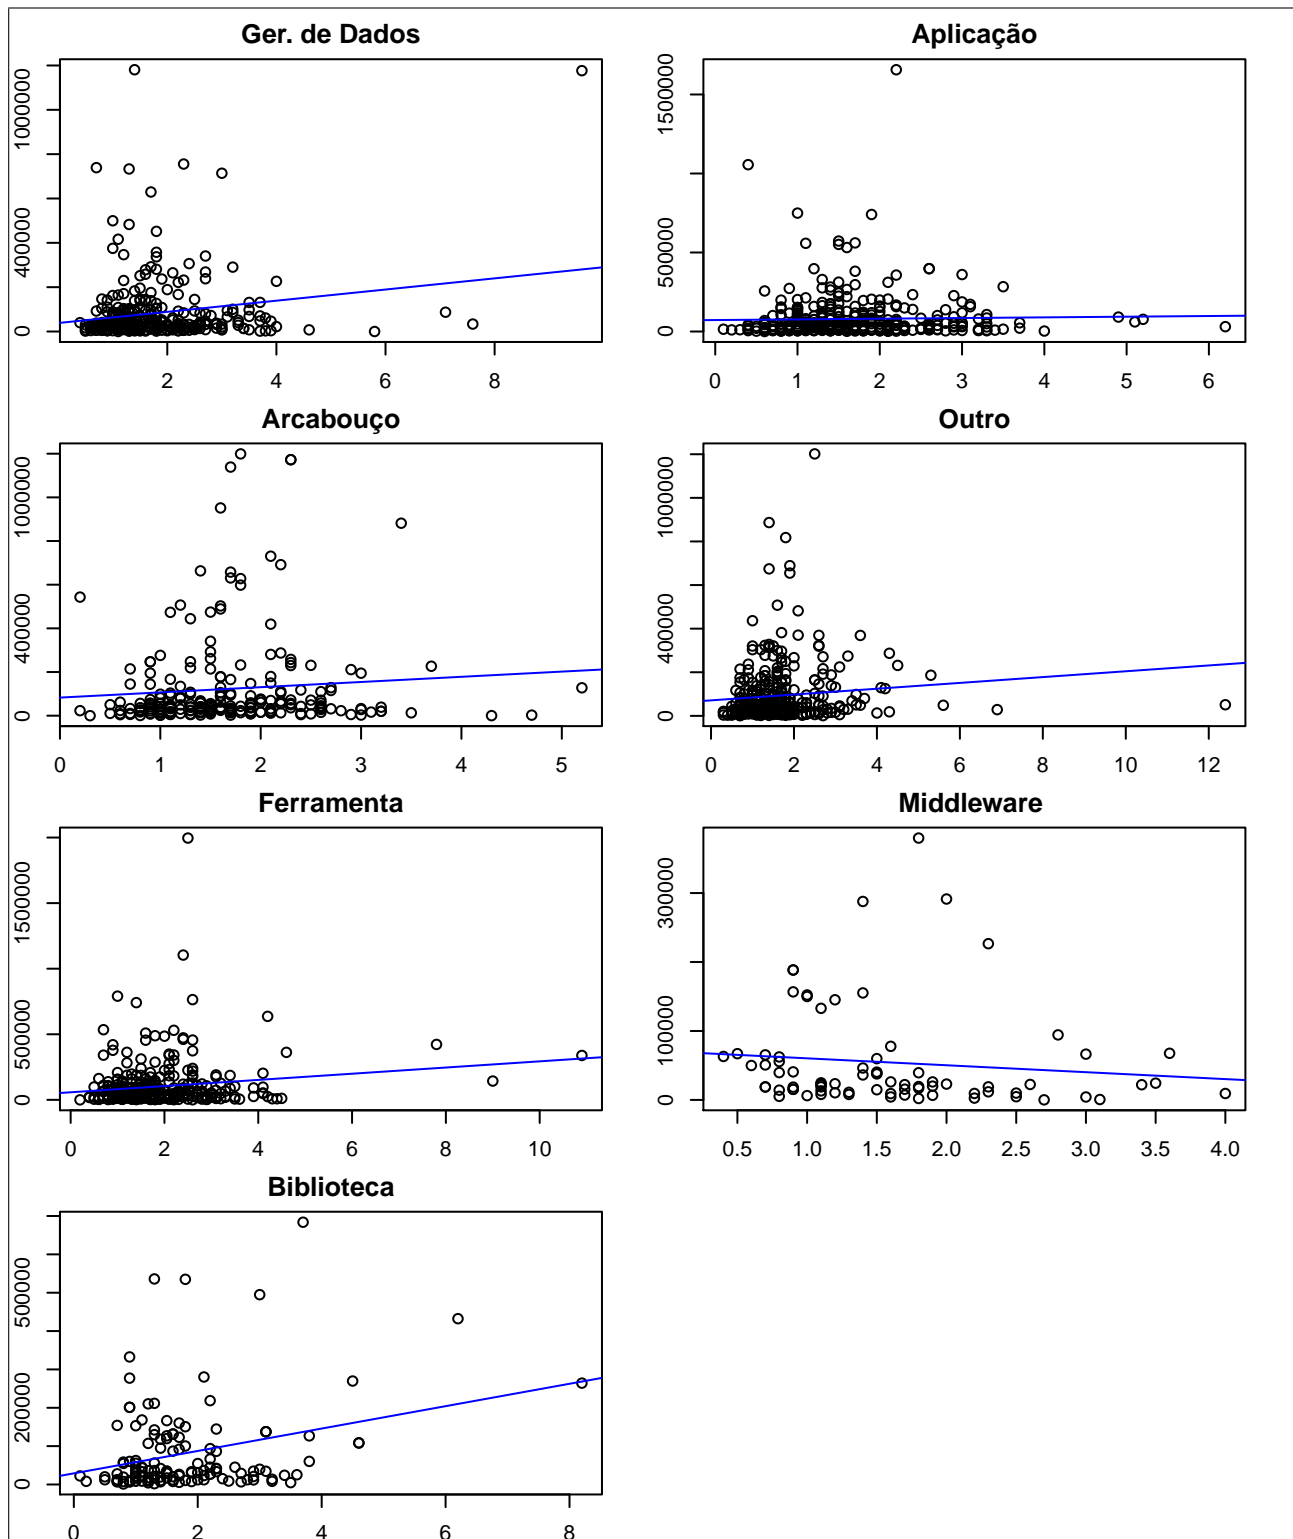 Ger. de Dados
0 400000 1000000
2 4 6 8
Aplicação
0 500000 1500000
0 1 2 3 4 5 6
Arcabouço
0 400000 1000000
0 1 2 3 4 5
Outro
0 400000 1000000
0 2 4 6 8 10 12
Ferramenta
0 500000 1500000
0 2 4 6 8 10
Middleware
0 100000 300000
0.5 1.0 1.5 2.0 2.5 3.0 3.5 4.0
Biblioteca
0 200000 500000
0 2 4 6 8